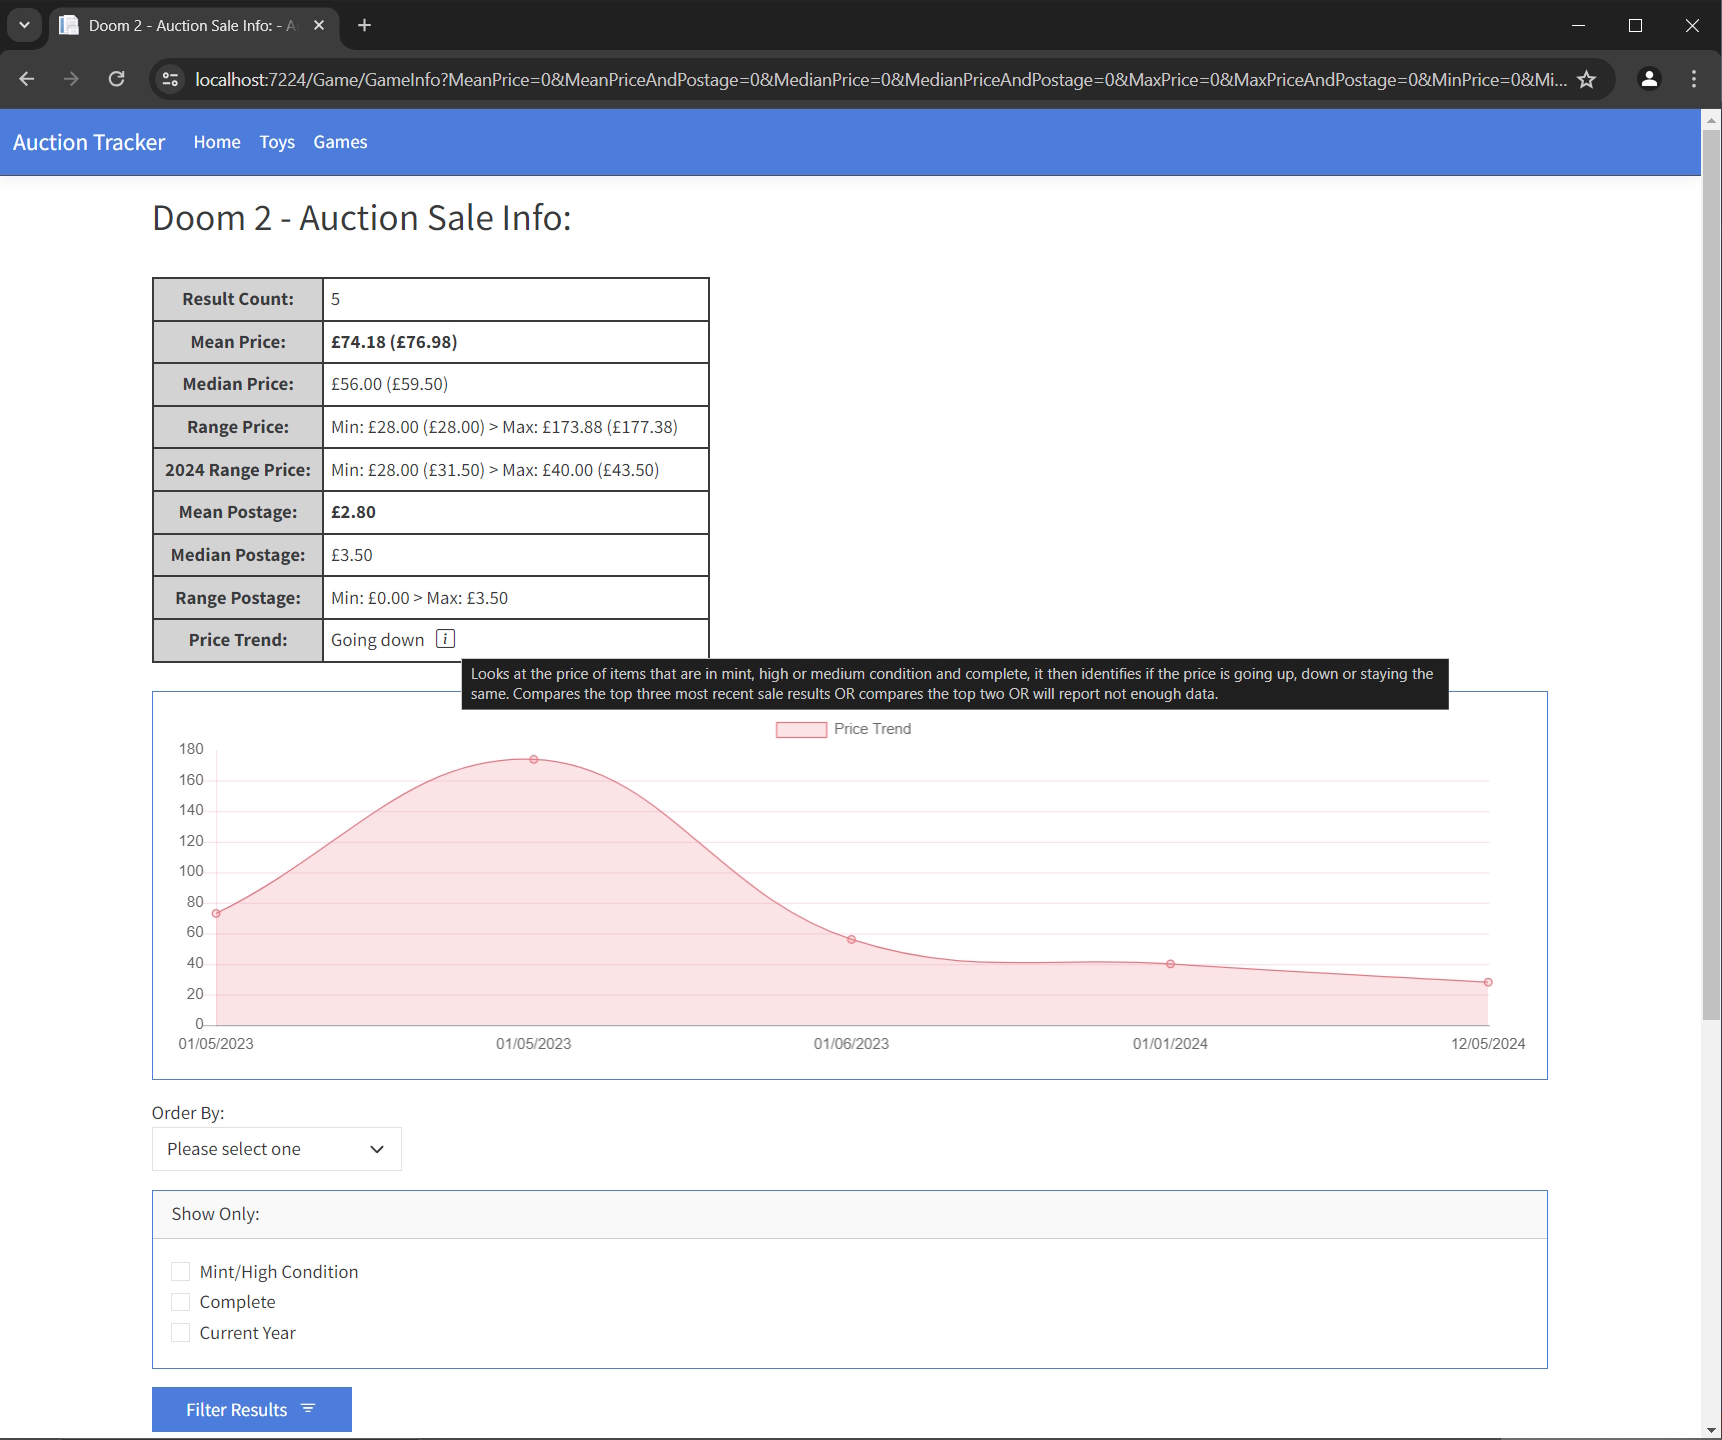 Doom 2 - Auction Sale Info: - A
localhost:7224/Game/GameInfo?MeanPrice=0&MeanPriceAndPostage=0&MedianPrice=0&MedianPriceAndPostage=0&MaxPrice=0&MaxPriceAndPostage=0&MinPrice=0&Mi...
Auction Tracker Home Toys Games
Doom 2 - Auction Sale Info:
Result Count: 5
Mean Price: £74.18 (£76.98)
Median Price: £56.00 (£59.50)
Range Price: Min: £28.00 (£28.00) > Max: £173.88 (£177.38)
2024 Range Price: Min: £28.00 (£31.50) > Max: £40.00 (£43.50)
Mean Postage: £2.80
Median Postage: £3.50
Range Postage: Min: £0.00 > Max: £3.50
Price Trend: Going down i
Looks at the price of items that are in mint, high or medium condition and complete, it then identifies if the price is going up, down or staying the
same. Compares the top three most recent sale results OR compares the top two OR will report not enough data.
Price Trend
180
160
140
120
100
80
60
40
20
0
01/05/2023 01/05/2023 01/06/2023 01/01/2024 12/05/2024
Order By:
Please select one
Show Only:
Mint/High Condition
Complete
Current Year
Filter Results